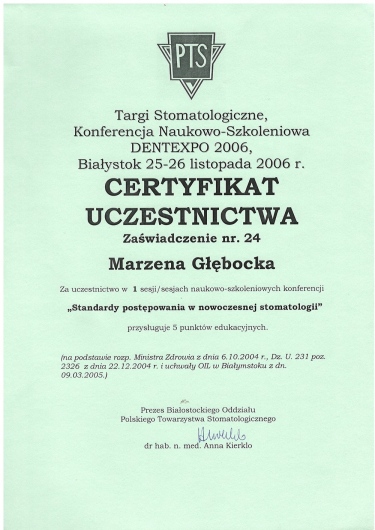 PTS
Targi Stomatologiczne,
Konferencja Naukowo-Szkoleniowa
DENTEXPO 2006,
Białystok 25-26 listopada 2006 r.
CERTYFIKAT
UCZESTNICTWA
Zaświadczenie nr. 24
Marzena Głębocka
Za uczestnictwo w 1 sesji/sesjach naukowo-szkoleniowych konferencji
„Standardy postępowania w nowoczesnej stomatologii”
przysługuje 5 punktów edukacyjnych.
(na podstawie rozp. Ministra Zdrowia z dnia 6.10.2004 r., Dz. U. 231 poz.
2326 z dnia 22.12.2004 r. i uchwały OIL w Białymstoku z dn.
09.03.2005.)
Prezes Białostockiego Oddziału
Polskiego Towarzystwa Stomatologicznego
dr hab. n. med. Anna Kierklo